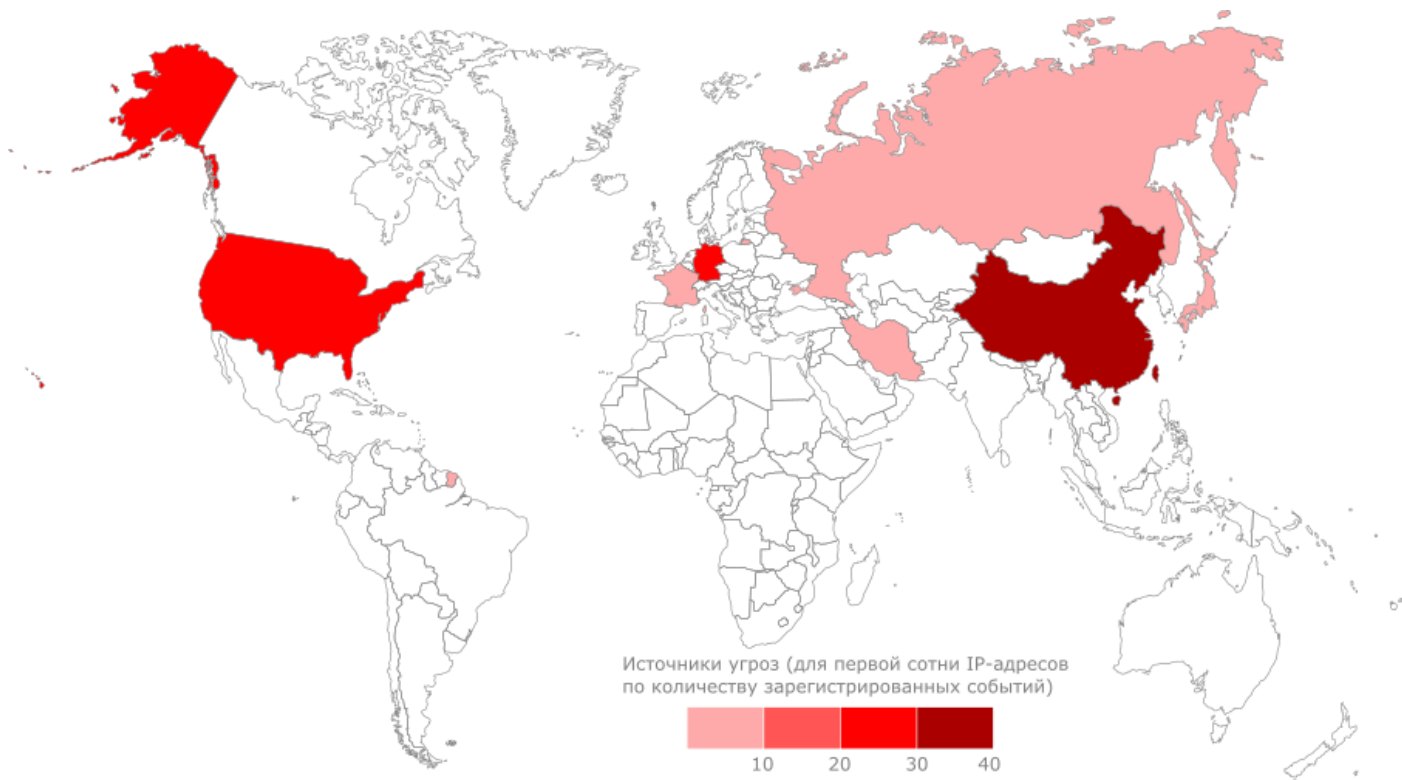 Источники угроз (для первой сотни IP-адресов
по количеству зарегистрированных событий)
10 20 30 40